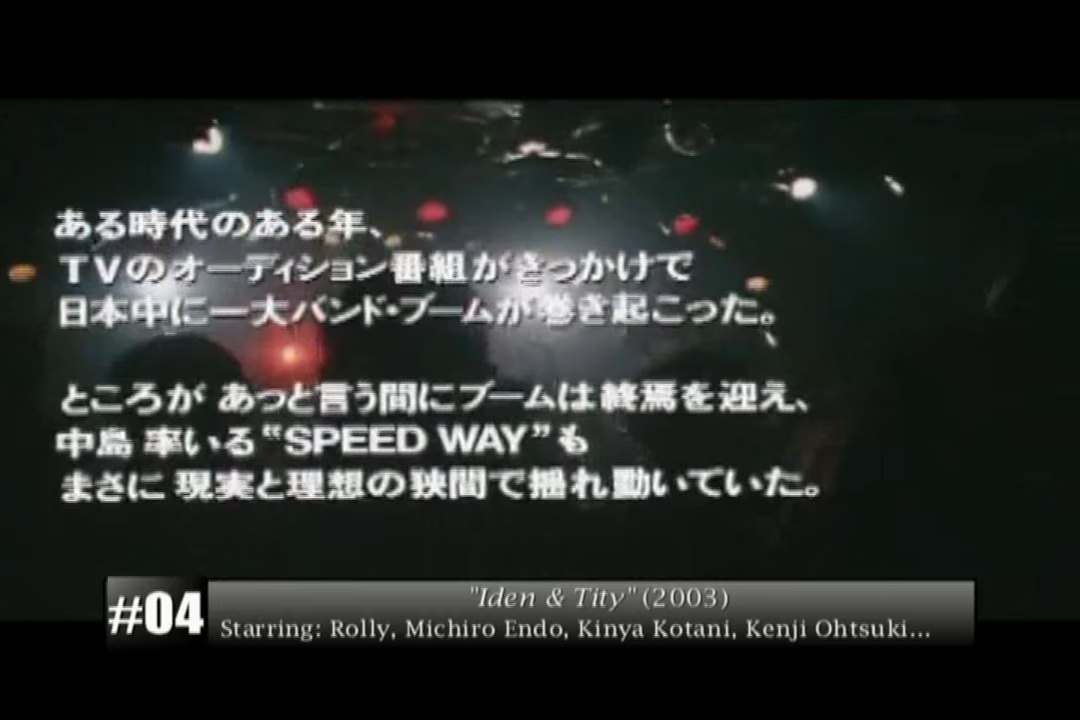 ある時代のある年、
TVのオーディション番組がきっかけで
日本中に一大バンド・ブームが巻き起こった。
ところが あっと言う間にブームは終焉を迎え、
中島 率いる“SPEED WAY”も
まさに 現実と理想の狭間で揺れ動いていた。
#04
"Iden & Tity" (2003)
Starring: Rolly, Michiro Endo, Kinya Kotani, Kenji Ohtsuki...